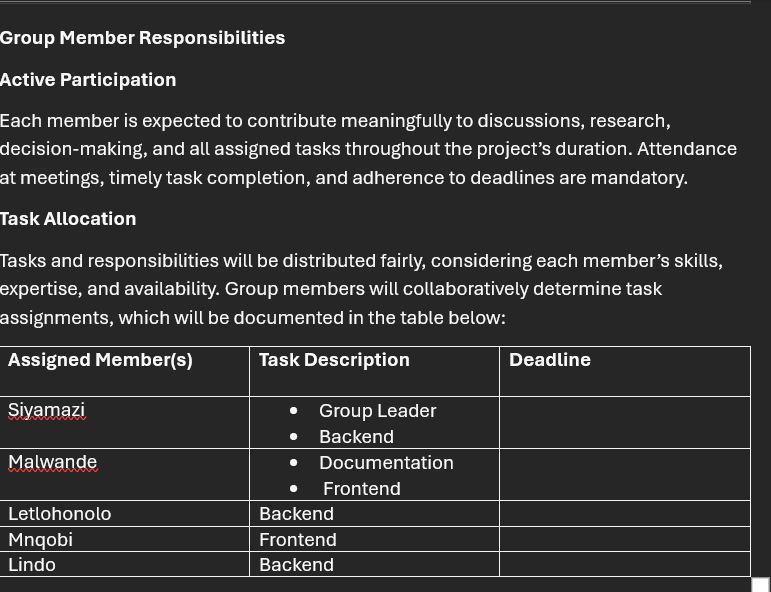 Group Member Responsibilities
Active Participation
Each member is expected to contribute meaningfully to discussions, research,
decision-making, and all assigned tasks throughout the project’s duration. Attendance
at meetings, timely task completion, and adherence to deadlines are mandatory.
Task Allocation
Tasks and responsibilities will be distributed fairly, considering each member’s skills,
expertise, and availability. Group members will collaboratively determine task
assignments, which will be documented in the table below:
Assigned Member(s) Task Description Deadline
Siyamazi • Group Leader
• Backend
Malwande • Documentation
• Frontend
Letlohonolo Backend
Mnqobi Frontend
Lindo Backend